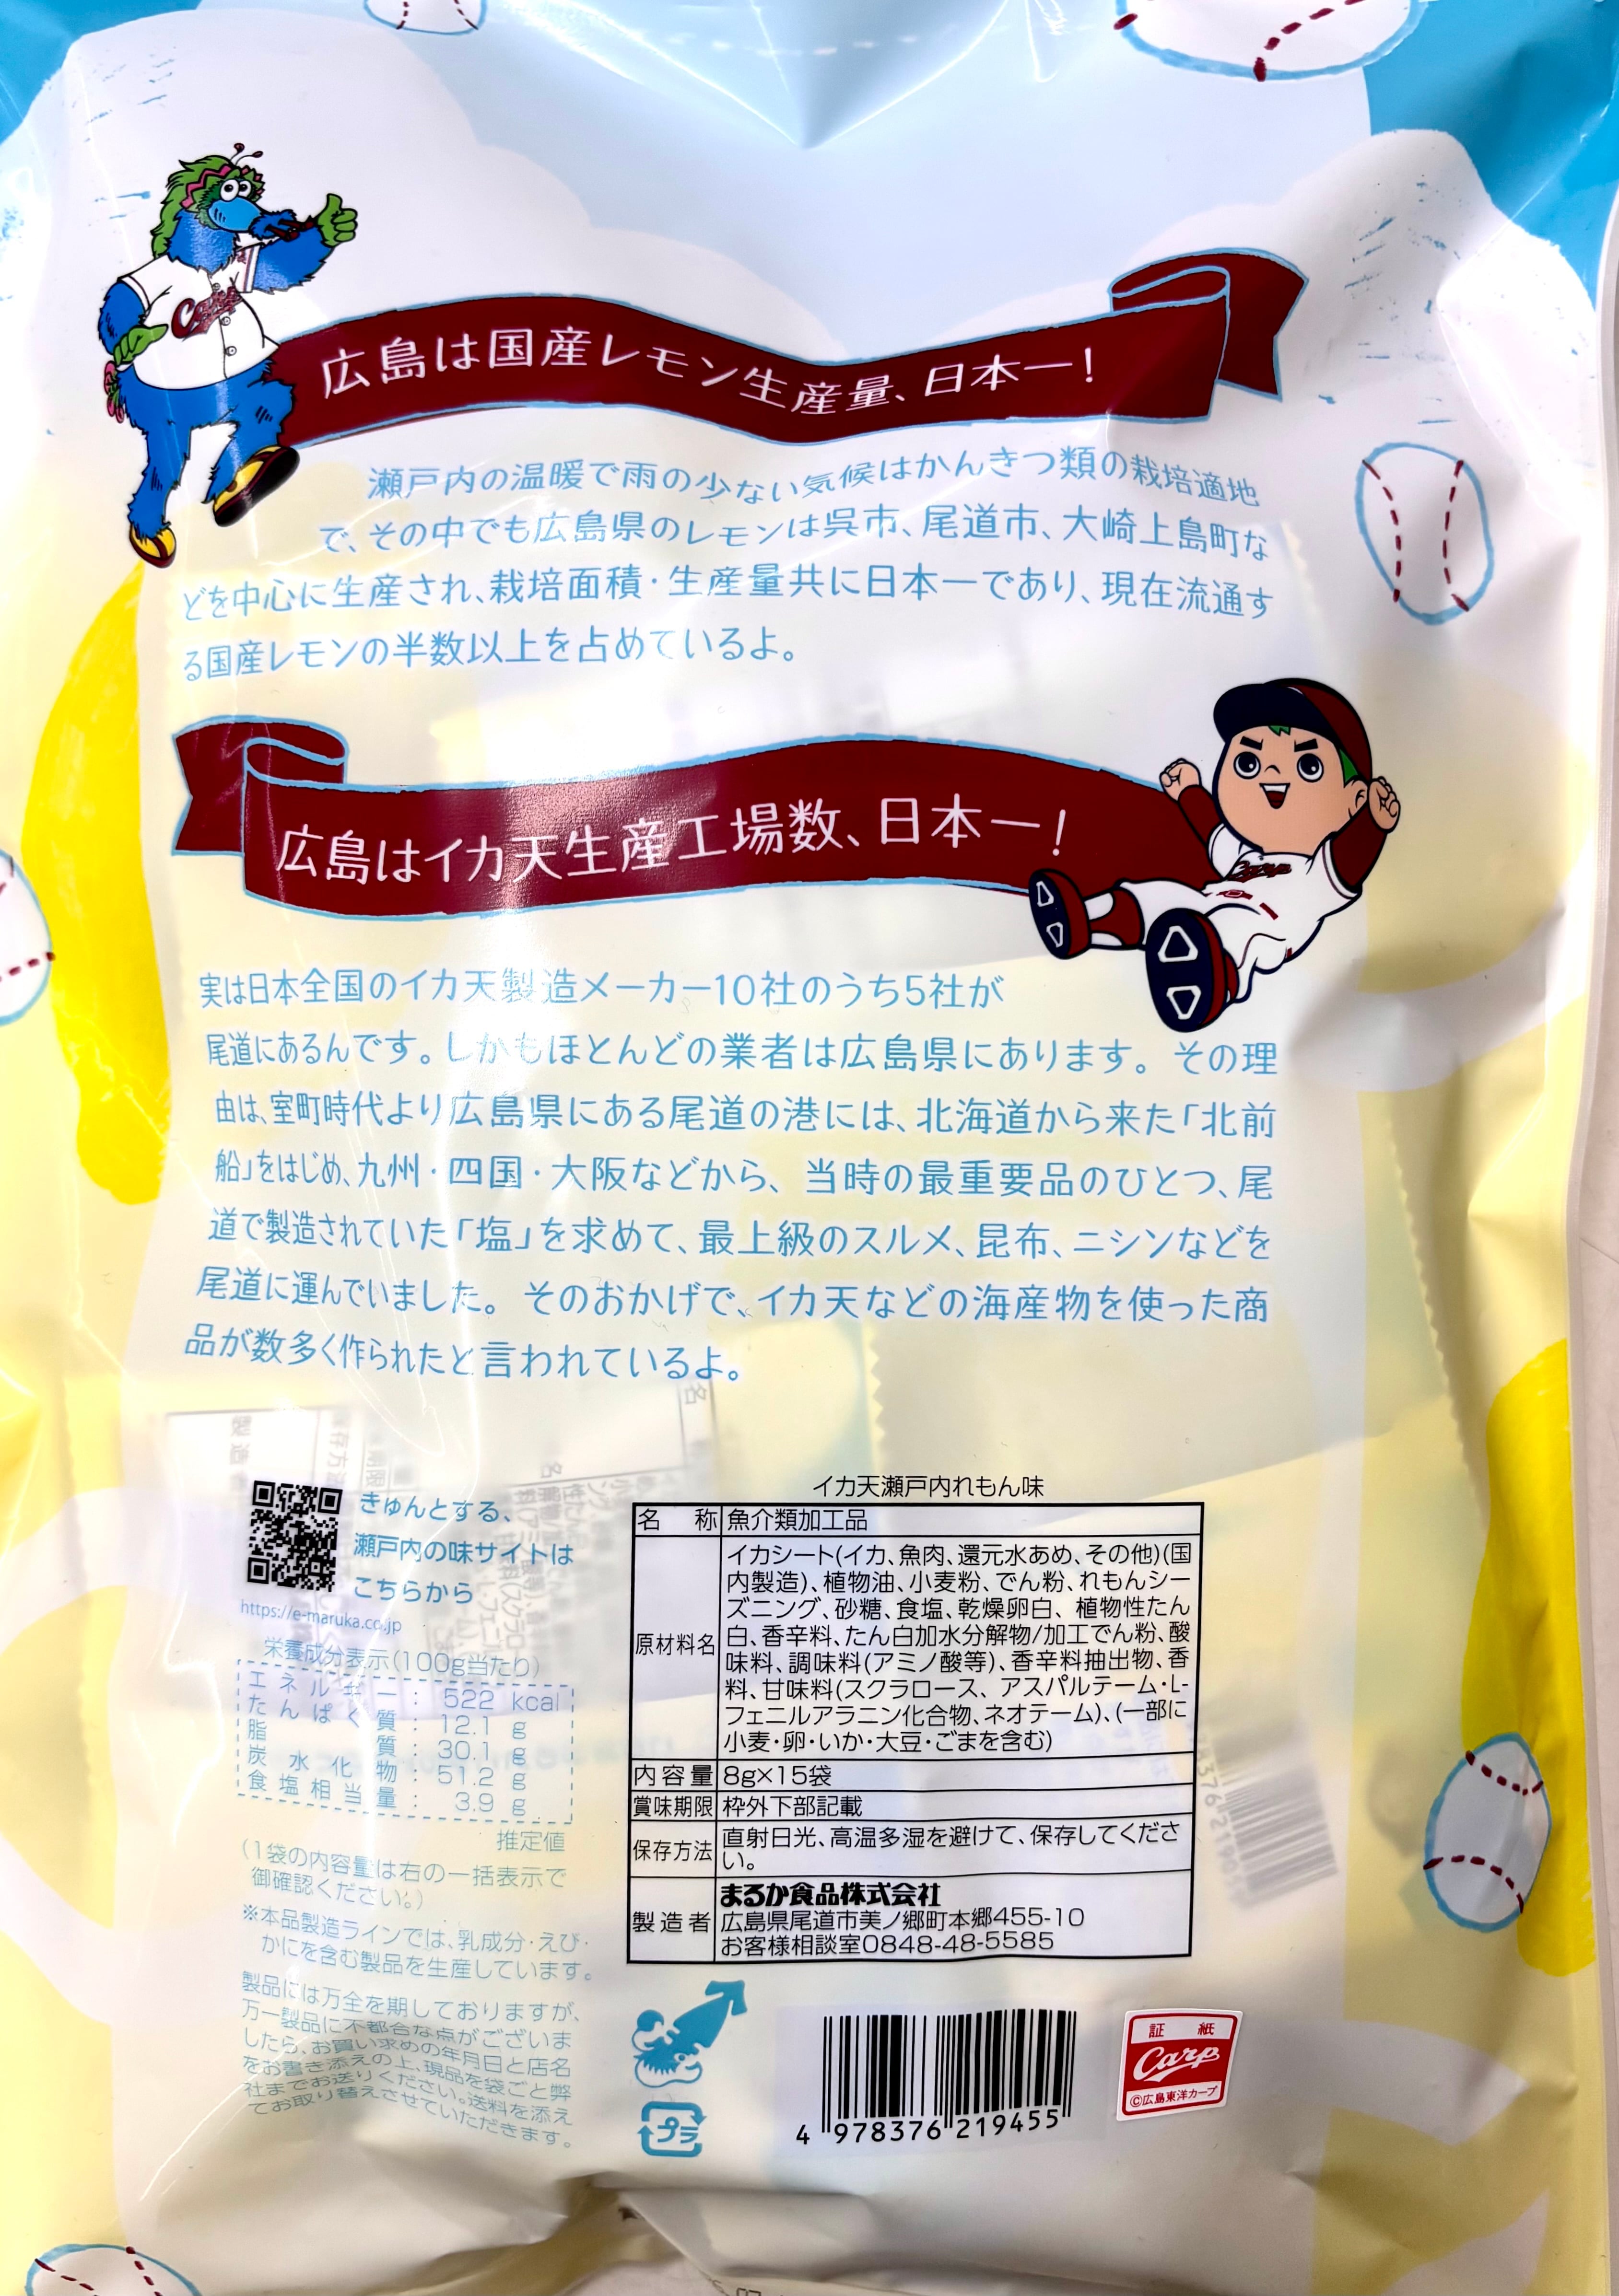 広島は国産レモン生産量、日本一!
瀬戸内の温暖で雨の少ない気候はかんきつ類の栽培適地
で、その中でも広島県のレモンは呉市、尾道市、大崎上島町な
どを中心に生産され、栽培面積・生産量共に日本一であり、現在流通す
る国産レモンの半数以上を占めているよ。
広島はイカ天生産工場数、日本一!
実は日本全国のイカ天製造メーカー10社のうち5社が
尾道にあるんです。しかもほとんどの業者は広島県にあります。その理
由は、室町時代より広島県にある尾道の港には、北海道から来た「北前
船」をはじめ、九州・四国・大阪などから、当時の最重要品のひとつ、尾
道で製造されていた「塩」を求めて、最上級のスルメ、昆布、ニシンなどを
尾道に運んでいました。そのおかげで、イカ天などの海産物を使った商
品が数多く作られたと言われているよ。
きゅんとする、
瀬戸内の味サイトは
こちらから
https://e-maruka.co.jp
栄養成分表示(100g当たり)
エネルギー: 522 kcal
たんぱく質: 12.1 g
脂質: 30.1 g
炭水化物: 51.2 g
食塩相当量: 3.9 g
推定値
(1袋の内容量は右の一括表示で
御確認ください。)
※本品製造ラインでは、乳成分・えび・
かにを含む製品を生産しています。
製品には万全を期しておりますが、
万一製品に不都合な点がございま
したら、お買い求めの年月日と店名
をお書き添えの上、現品を袋ごと弊
社までお送りください。送料を添え
てお取り替えさせていただきます。
イカ天瀬戸内れもん味
名称 魚介類加工品
原材料名 イカシート(イカ、魚肉、還元水あめ、その他)(国
内製造)、植物油、小麦粉、でん粉、れもんシー
ズニング、砂糖、食塩、乾燥卵白、植物性たん
白、香辛料、たん白加水分解物/加工でん粉、酸
味料、調味料(アミノ酸等)、香辛料抽出物、香
料、甘味料(スクラロース、アスパルテーム・L-
フェニルアラニン化合物、ネオテーム)、(一部に
小麦・卵・いか・大豆・ごまを含む)
内容量 8g×15袋
賞味期限 枠外下部記載
保存方法 直射日光、高温多湿を避けて、保存してくださ
い。
製造者 まるか食品株式会社
広島県尾道市美ノ郷町本郷455-10
お客様相談室0848-48-5585
プラ
4 978376 219455
証紙
Carp
©広島東洋カープ